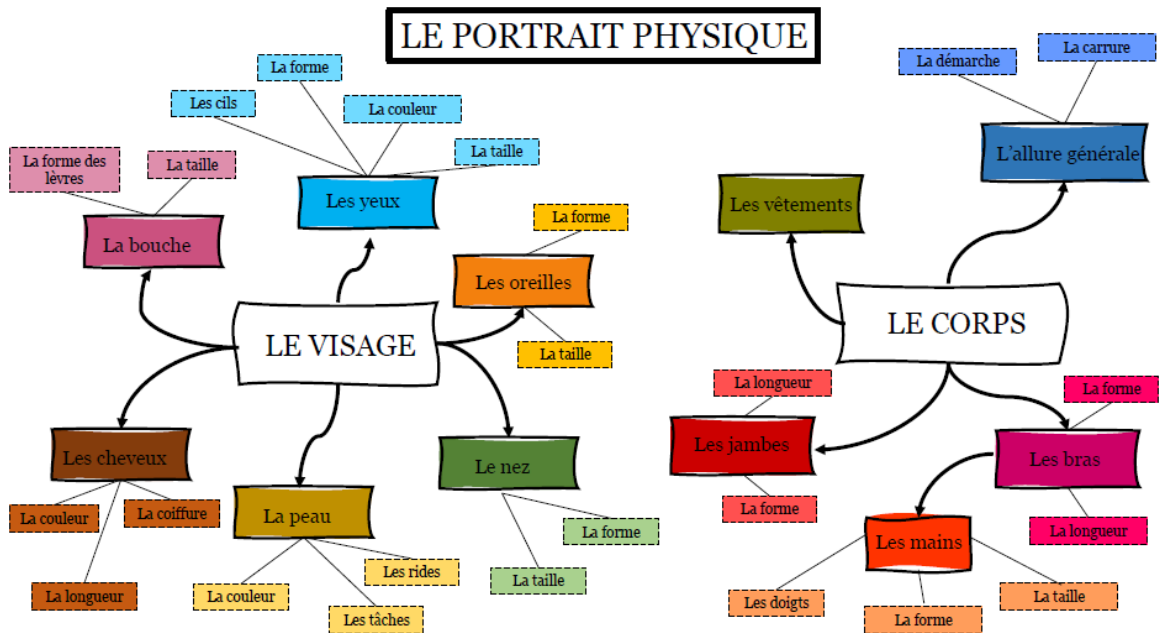 LE PORTRAIT PHYSIQUE
La forme
Les cils
La couleur
La taille
Les yeux
La forme des
lèvres
La taille
La bouche
La forme
Les oreilles
La taille
LE VISAGE
Les cheveux
La couleur
La coiffure
La longueur
La peau
La couleur
Les rides
Les tâches
Le nez
La forme
La taille
La démarche
La carrure
L'allure générale
Les vêtements
LE CORPS
La longueur
Les jambes
La forme
La forme
Les bras
La longueur
Les mains
Les doigts
La forme
La taille